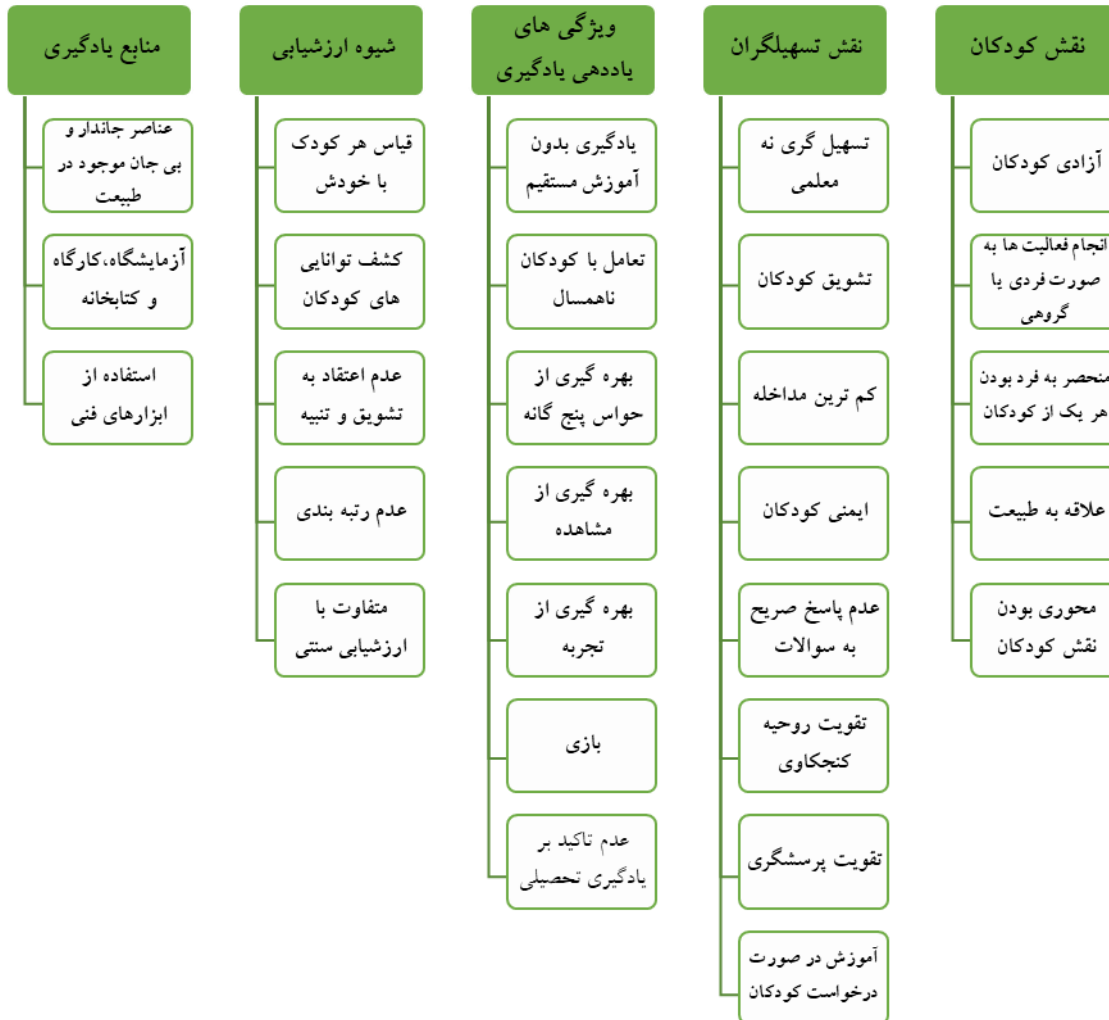 نقش کودکان
آزادی کودکان
انجام فعالیت ها به
صورت فردی یا
گروهی
منحصر به فرد بودن
هر یک از کودکان
علاقه به طبیعت
محوری بودن
نقش کودکان
نقش تسهیلگران
تسهیل گری نه
معلمی
تشویق کودکان
کم ترین مداخله
ایمنی کودکان
عدم پاسخ صریح
به سوالات
تقویت روحیه
کنجکاوی
تقویت پرسشگری
آموزش در صورت
درخواست کودکان
ویژگی های
یاددهی یادگیری
یادگیری بدون
آموزش مستقیم
تعامل با کودکان
ناهمسال
بهره گیری از
حواس پنج گانه
بهره گیری از
مشاهده
بهره گیری از
تجربه
بازی
عدم تاکید بر
یادگیری تحصیلی
شیوه ارزشیابی
قیاس هر کودک
با خودش
کشف توانایی
های کودکان
عدم اعتقاد به
تشویق و تنبیه
عدم رتبه بندی
متفاوت با
ارزشیابی سنتی
منابع یادگیری
عناصر جاندار و
بی جان موجود در
طبیعت
آزمایشگاه،کارگاه
و کتابخانه
استفاده از
ابزارهای فنی